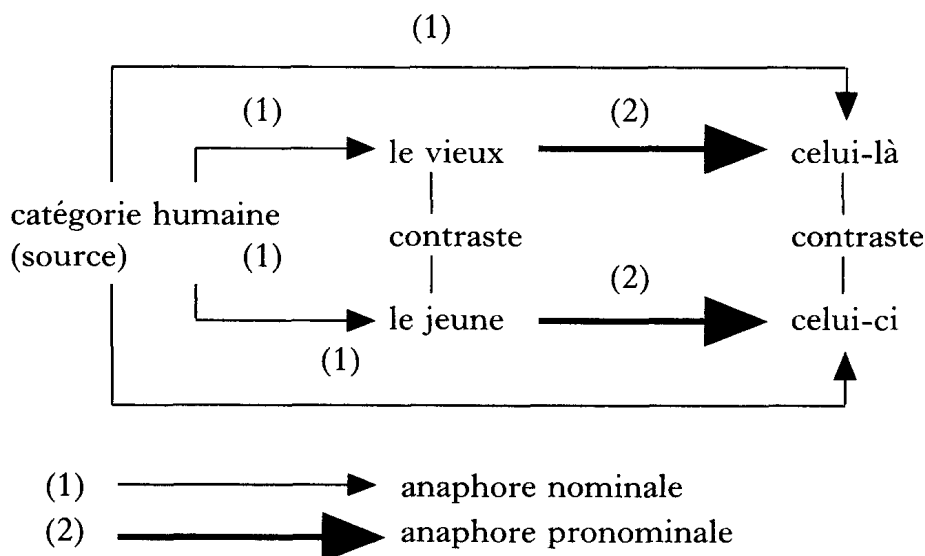 (1)
(1) (2)
le vieux celui-là
catégorie humaine
(source) (1) contraste contraste
(2)
le jeune celui-ci
(1)
(1) anaphore nominale
(2) anaphore pronominale